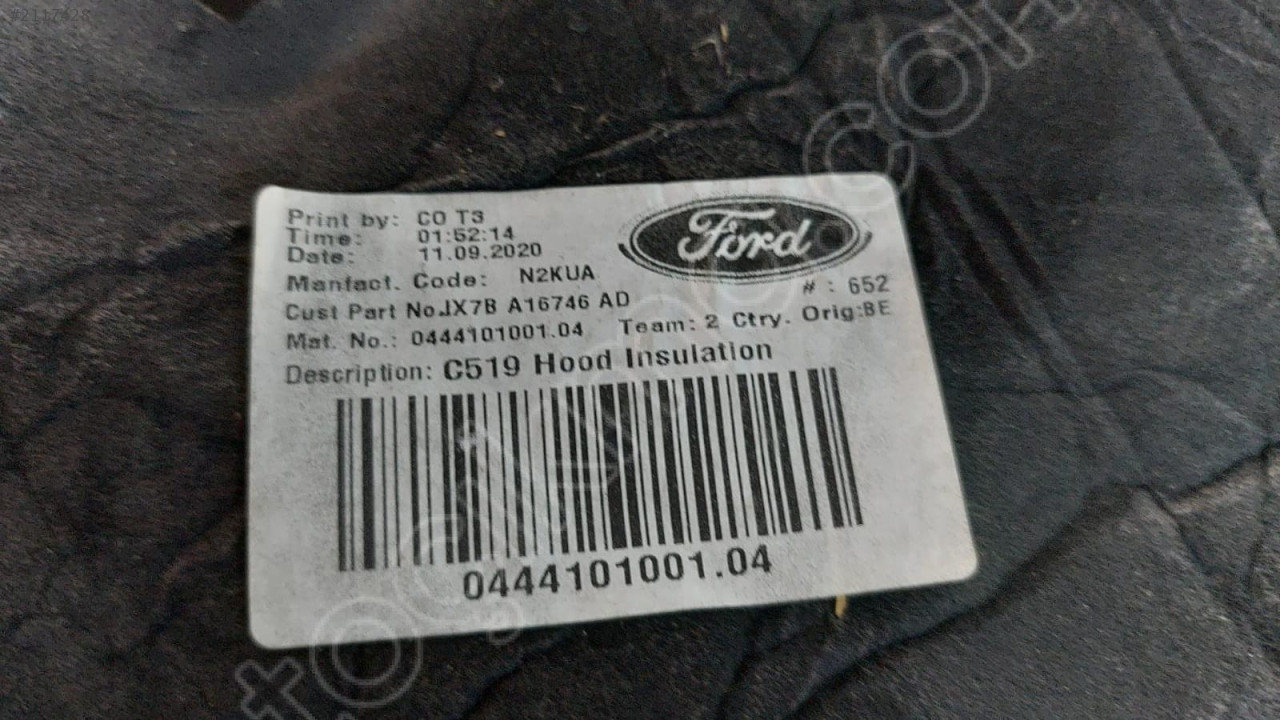 #2117428
Print by: CO T3
Time: 01:52:14
Date: 11.09.2020
Ford
Manfact. Code: N2KUA
# : 652
Cust Part No.JX7B A16746 AD
Mat. No.: 0444101001.04 Team: 2 Ctry. Orig:BE
Description: C519 Hood Insulation
0444101001.04